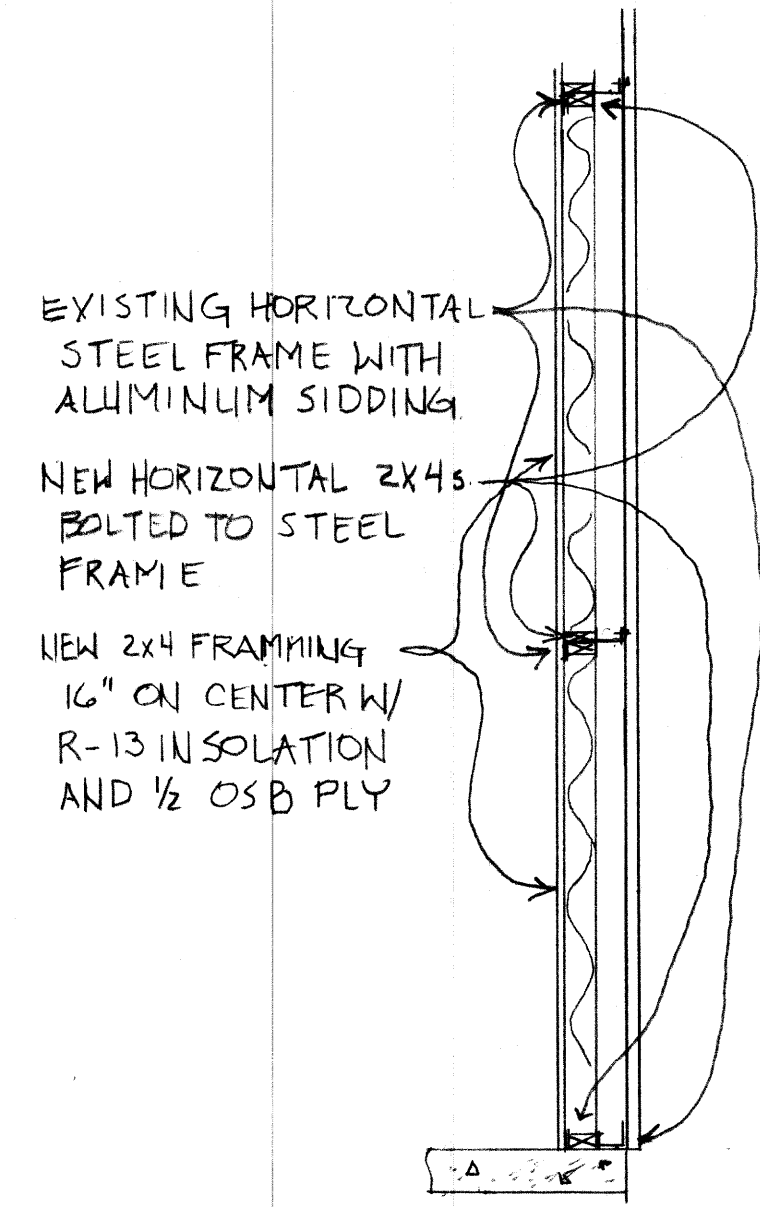 EXISTING HORIZONTAL
STEEL FRAME WITH
ALUMINUM SIDDING
NEW HORIZONTAL 2X4s
BOLTED TO STEEL
FRAME
NEW 2x4 FRAMMING
16" ON CENTER W/
R-13 INSOLATION
AND 1/2 OSB PLY